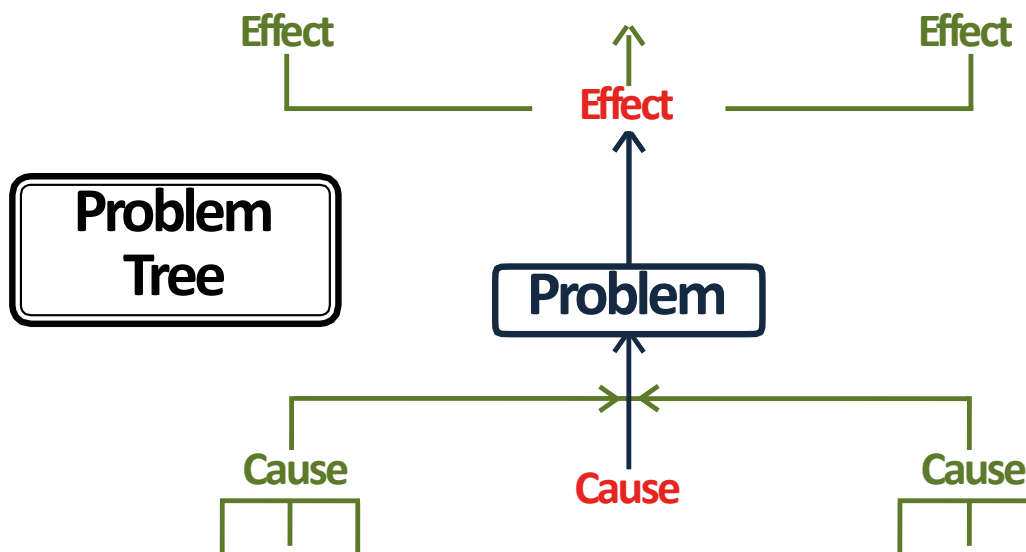 Effect
Effect
Effect
Problem
Tree
Problem
Cause
Cause
Cause